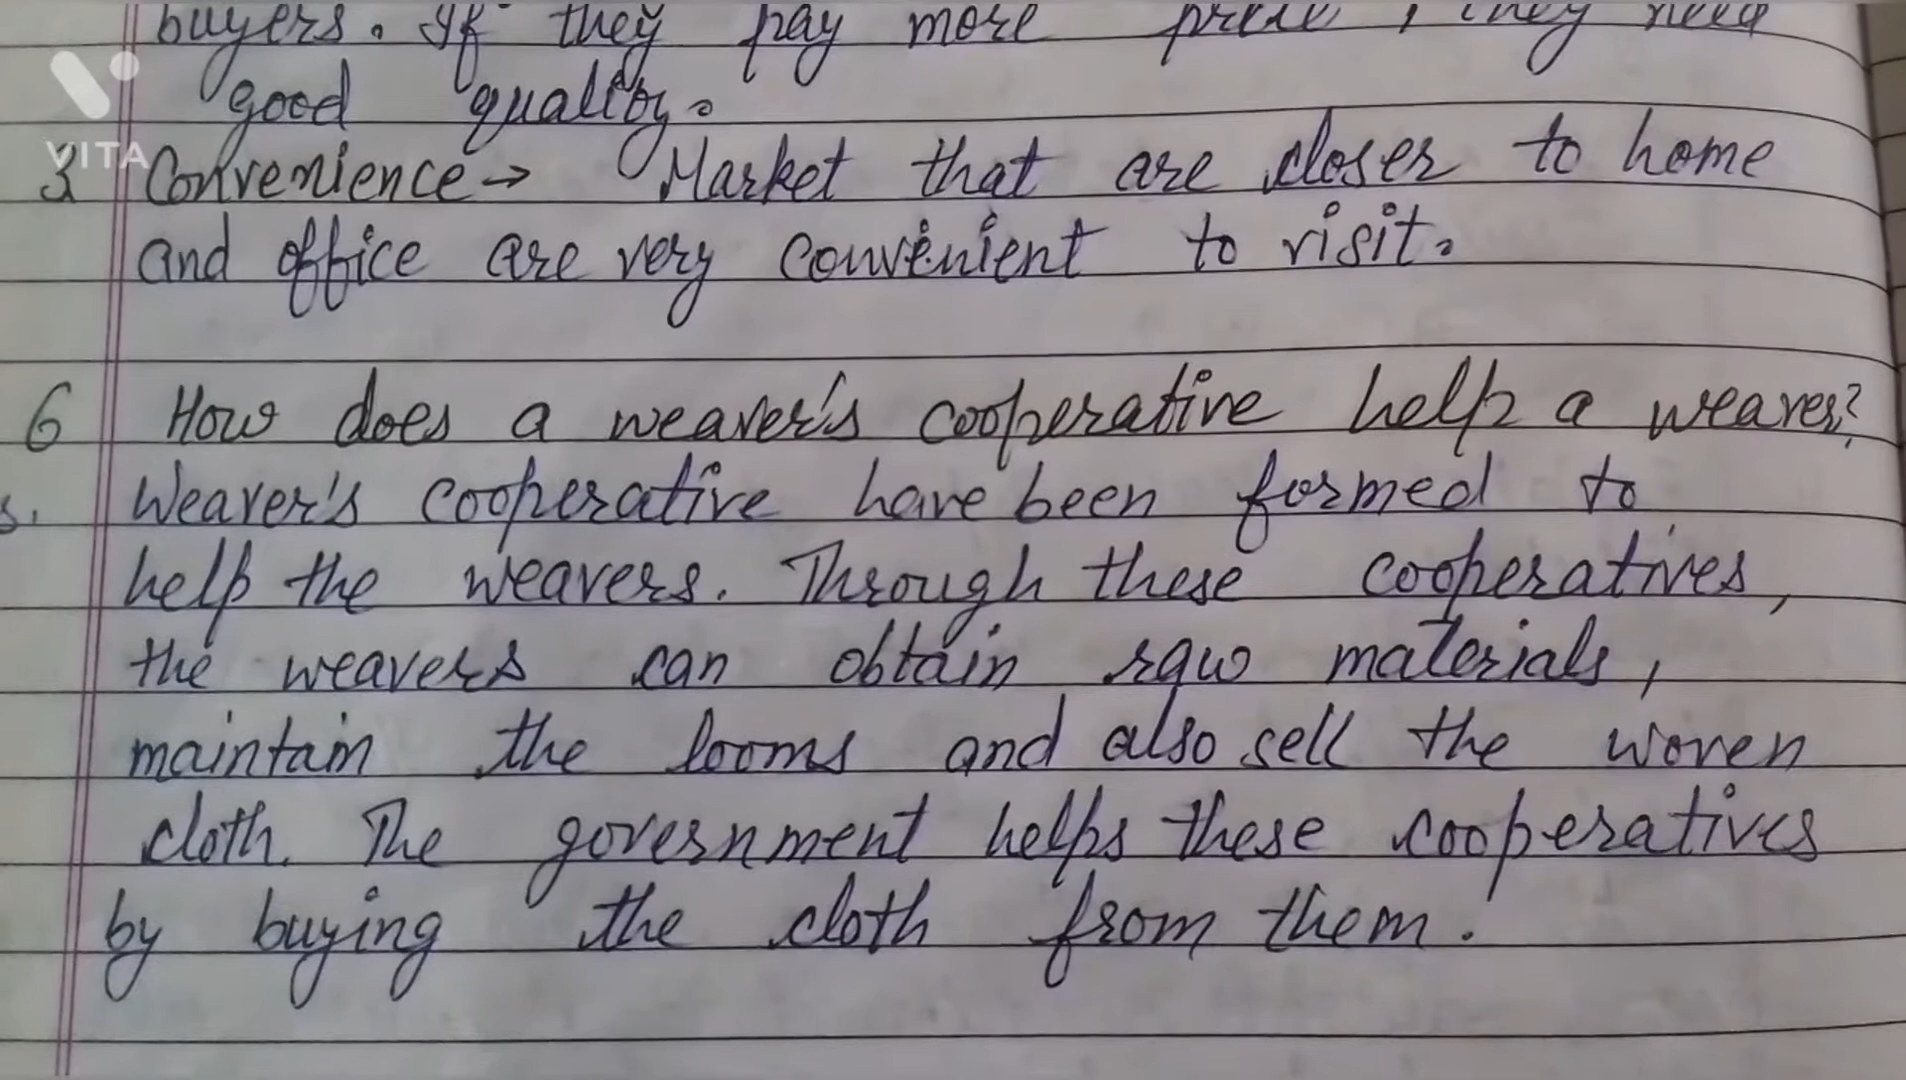 buyers. If they pay more price, they need
good quality.
VITA
3 Convenience → Market that are closer to home
and office are very convenient to visit.
6 How does a weaver's cooperative help a weaver?
s. Weaver's cooperative have been formed to
help the weavers. Through these cooperatives,
the weavers can obtain raw materials,
maintain the looms and also sell the woven
cloth. The government helps these cooperatives
by buying the cloth from them.